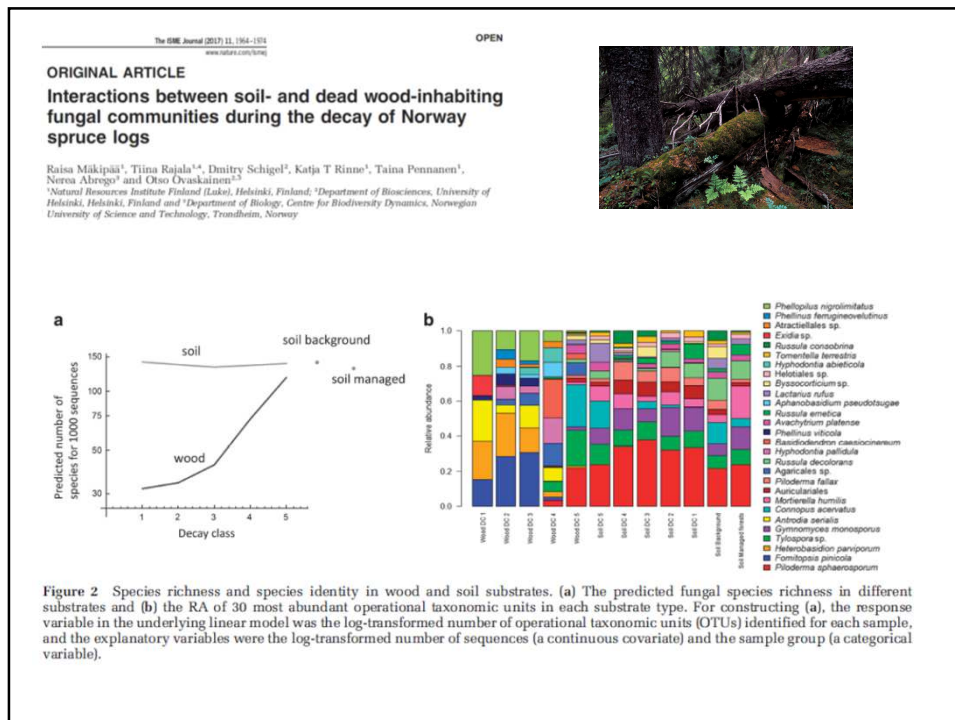 The ISME Journal (2017) 11, 1964–1974
OPEN
www.nature.com/ismej
ORIGINAL ARTICLE
Interactions between soil- and dead wood-inhabiting
fungal communities during the decay of Norway
spruce logs
Raisa Mäkipää¹, Tiina Rajala¹,⁴, Dmitry Schigel², Katja T Rinne¹, Taina Pennanen¹,
Nerea Abrego³ and Otso Ovaskainen²,³
¹Natural Resources Institute Finland (Luke), Helsinki, Finland; ²Department of Biosciences, University of
Helsinki, Helsinki, Finland and ³Department of Biology, Centre for Biodiversity Dynamics, Norwegian
University of Science and Technology, Trondheim, Norway
a
soil
soil background
soil managed
wood
Predicted number of
species for 1000 sequences
150
100
75
50
30
1 2 3 4 5
Decay class
b
Relative abundance
1.0
0.8
0.6
0.4
0.2
0.0
Wood DC 1
Wood DC 2
Wood DC 3
Wood DC 4
Wood DC 5
Soil DC 5
Soil DC 4
Soil DC 3
Soil DC 2
Soil DC 1
Soil Background
Soil Managed forests
Phellopilus nigrolimitatus
Phellinus ferrugineovelutinus
Atractiellales sp.
Exidia sp.
Russula consobrina
Tomentella terrestris
Hyphodontia abieticola
Helotiales sp.
Byssocorticium sp.
Lactarius rufus
Aphanobasidium pseudotsugae
Russula emetica
Avachytrium platense
Phellinus viticola
Basidiodendron caesiocinereum
Hyphodontia pallidula
Russula decolorans
Agaricales sp.
Piloderma fallax
Auriculariales
Mortierella humilis
Connopus acervatus
Antrodia serialis
Gymnomyces monosporus
Tylospora sp.
Heterobasidion parviporum
Fomitopsis pinicola
Piloderma sphaerosporum
Figure 2 Species richness and species identity in wood and soil substrates. (a) The predicted fungal species richness in different
substrates and (b) the RA of 30 most abundant operational taxonomic units in each substrate type. For constructing (a), the response
variable in the underlying linear model was the log-transformed number of operational taxonomic units (OTUs) identified for each sample,
and the explanatory variables were the log-transformed number of sequences (a continuous covariate) and the sample group (a categorical
variable).